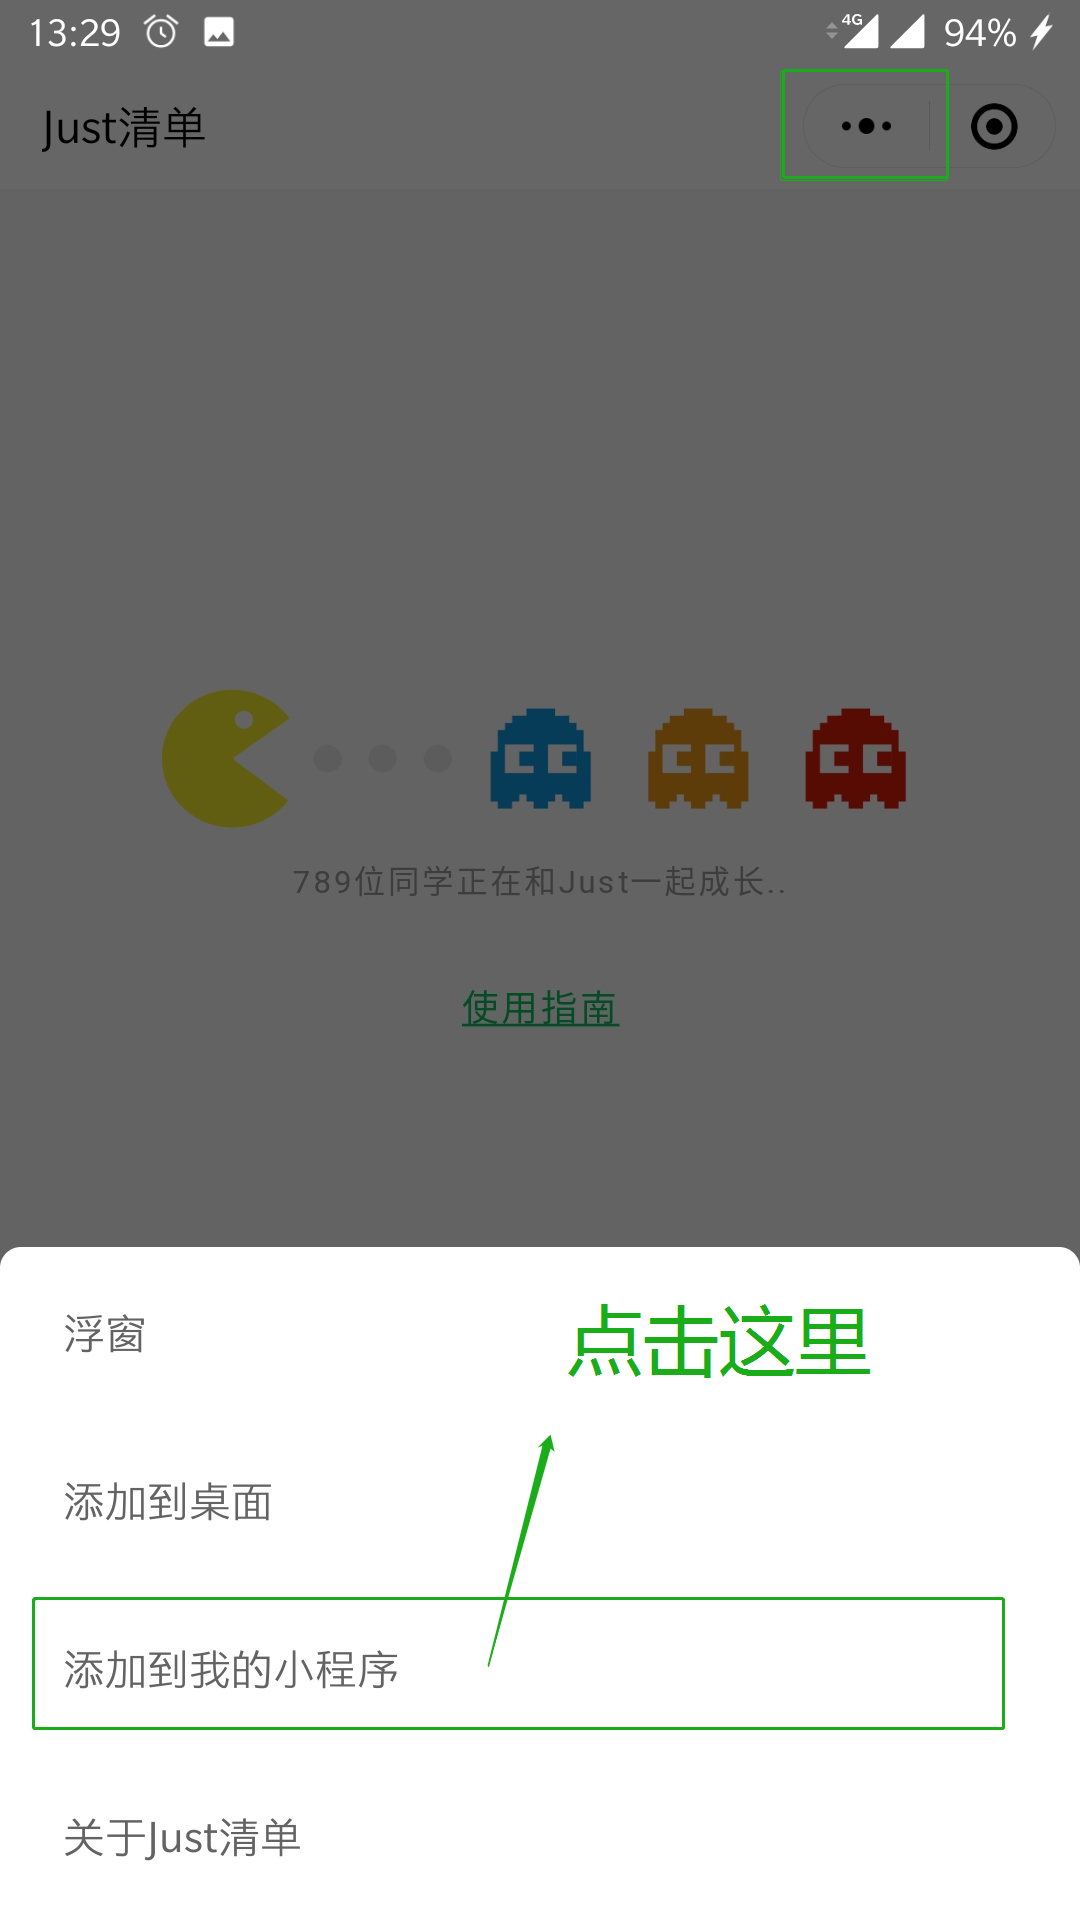 13:29
4G
94%
Just清单
789位同学正在和Just一起成长..
使用指南
浮窗
点击这里
添加到桌面
添加到我的小程序
关于Just清单